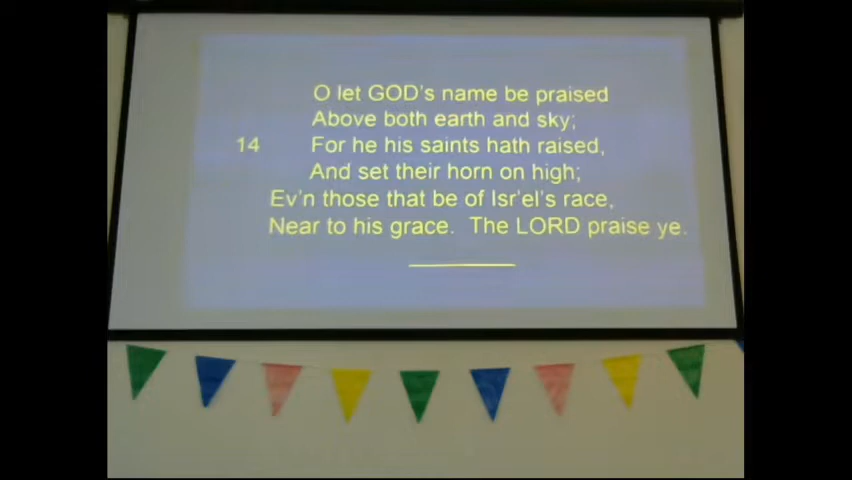 O let GOD's name be praised
Above both earth and sky;
14 For he his saints hath raised,
And set their horn on high;
Ev'n those that be of Isr'el's race,
Near to his grace. The LORD praise ye.